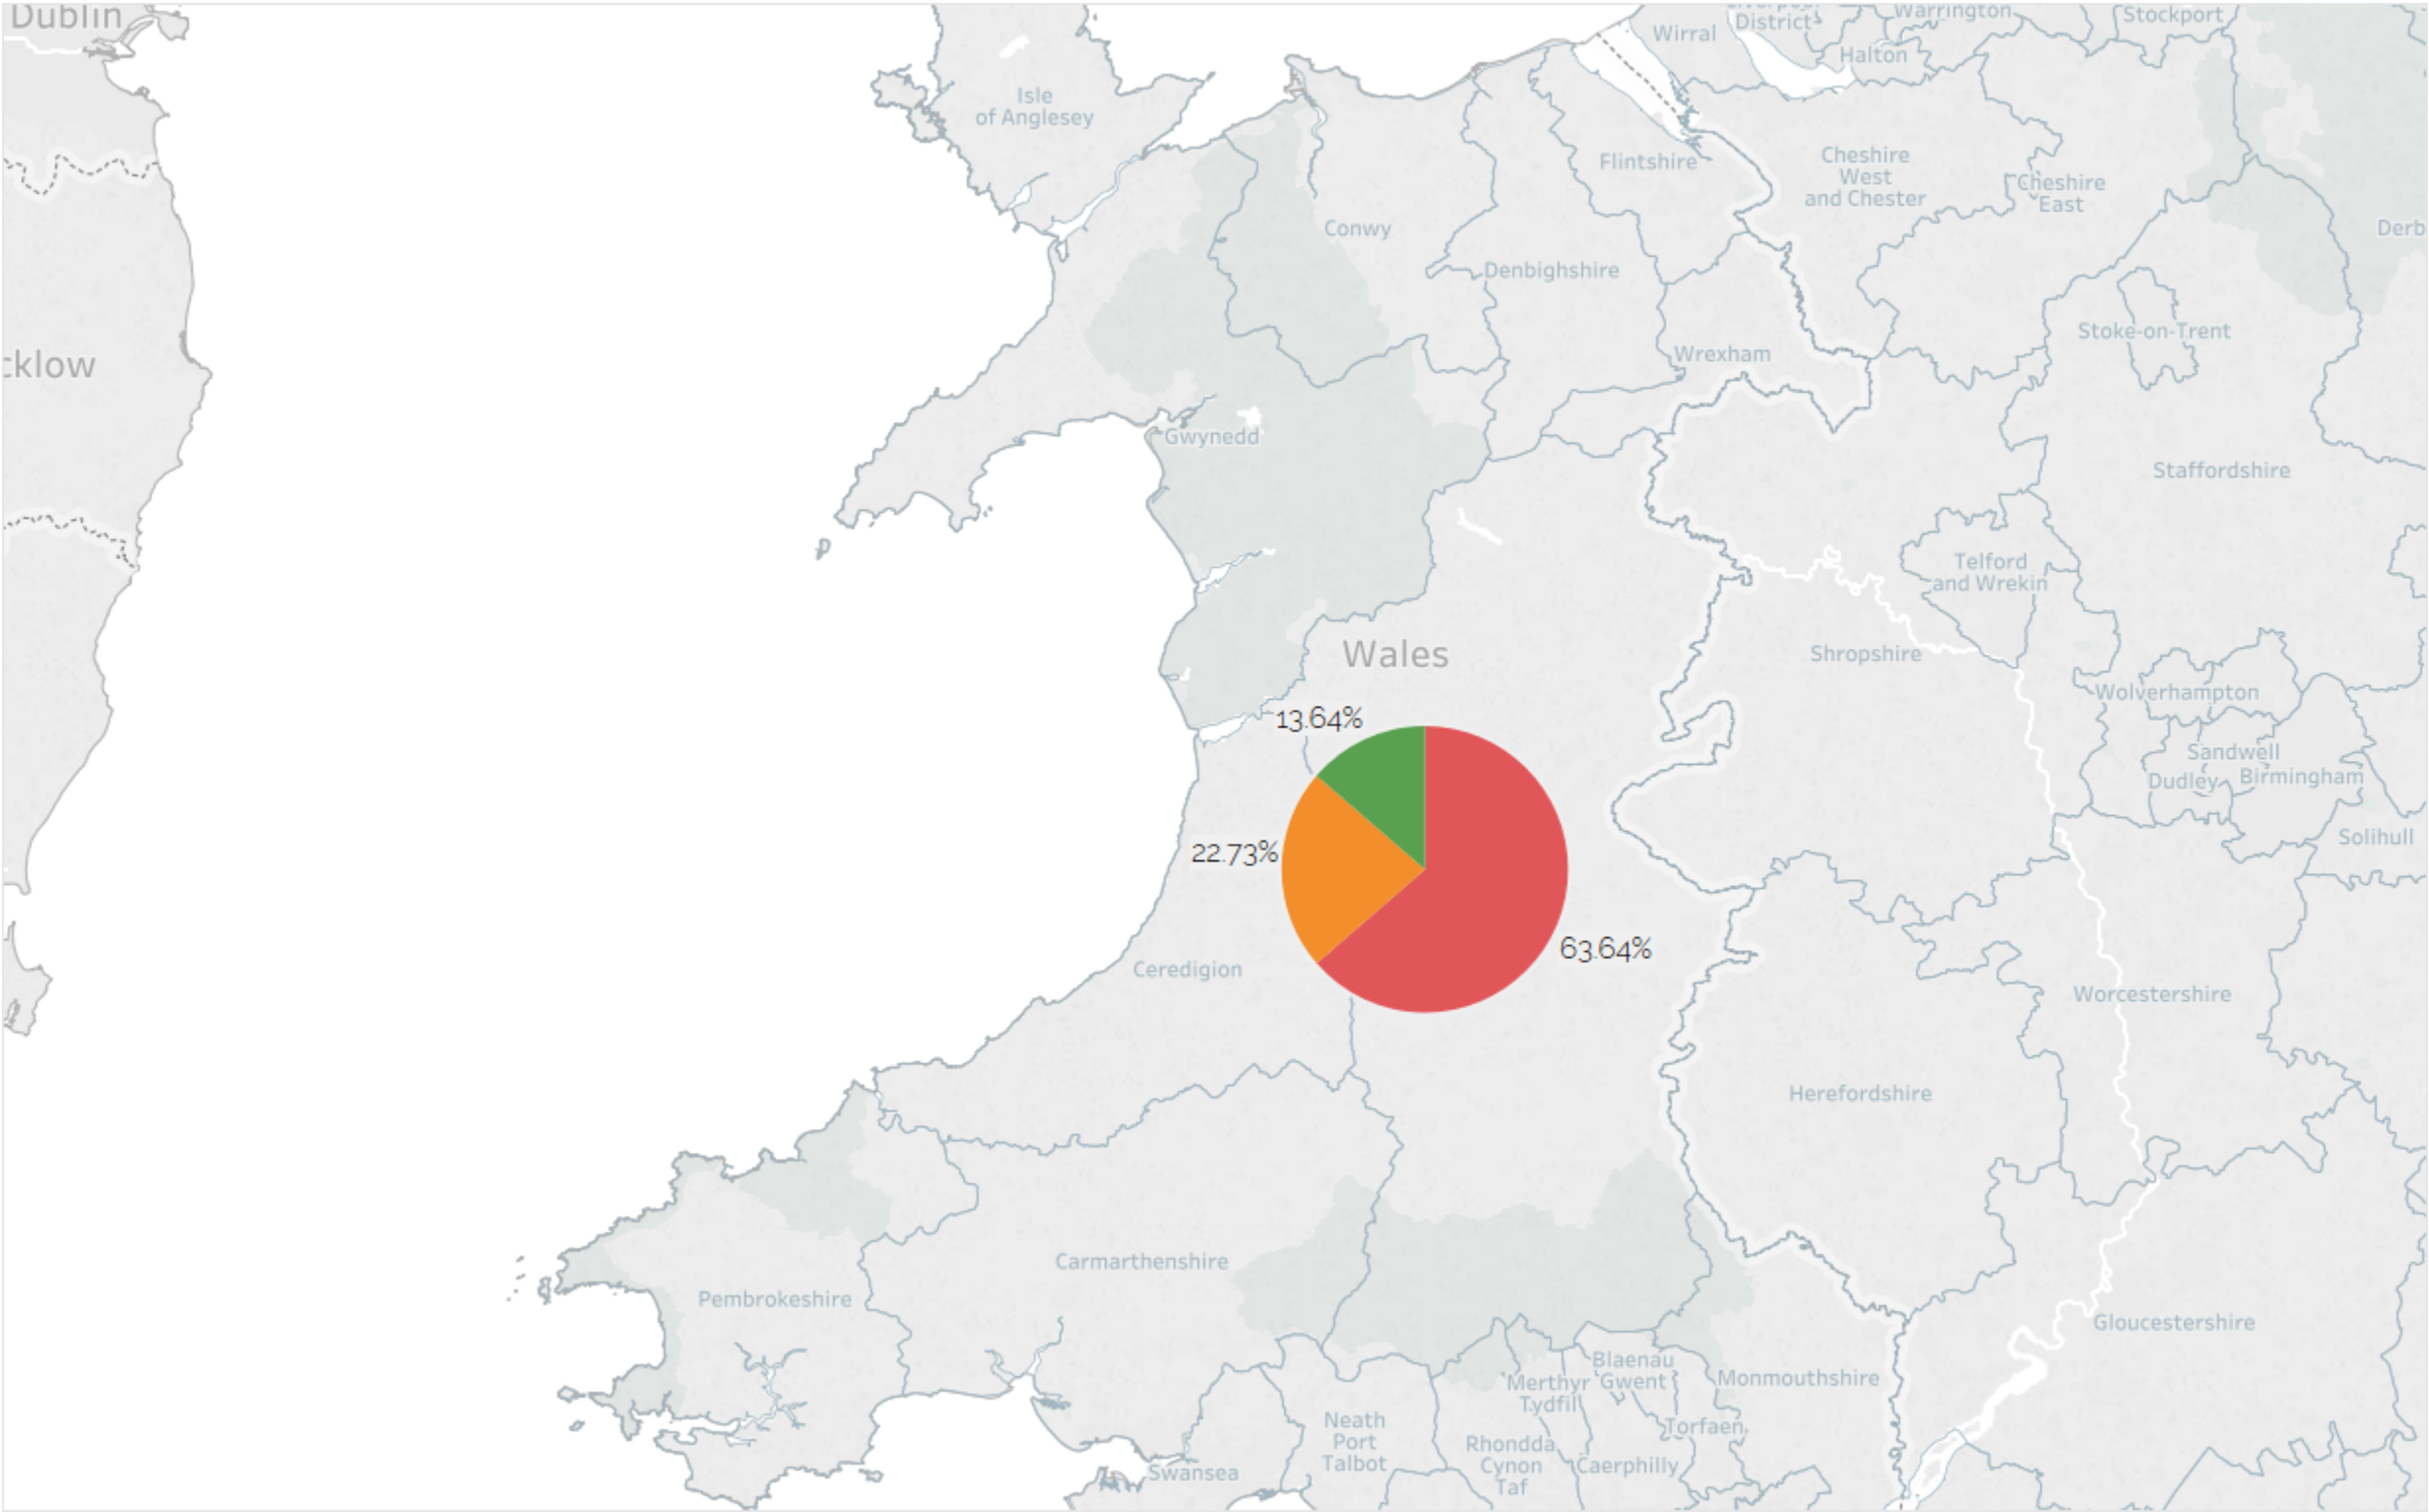 Dublin
Wirral
District
Warrington
Stockport
Halton
Isle
of Anglesey
Flintshire
Cheshire
West
and Chester
Cheshire
East
Conwy
Derb
Denbighshire
Stoke-on-Trent
Wrexham
cklow
Gwynedd
Staffordshire
Telford
and Wrekin
Wales
Shropshire
Wolverhampton
13.64%
Sandwell
Dudley
Birmingham
Solihull
22.73%
63.64%
Ceredigion
Worcestershire
Herefordshire
Carmarthenshire
Pembrokeshire
Gloucestershire
Blaenau
Gwent
Merthyr
Tydfil
Monmouthshire
Neath
Port
Talbot
Torfaen
Rhondda
Cynon
Taf
Caerphilly
Swansea